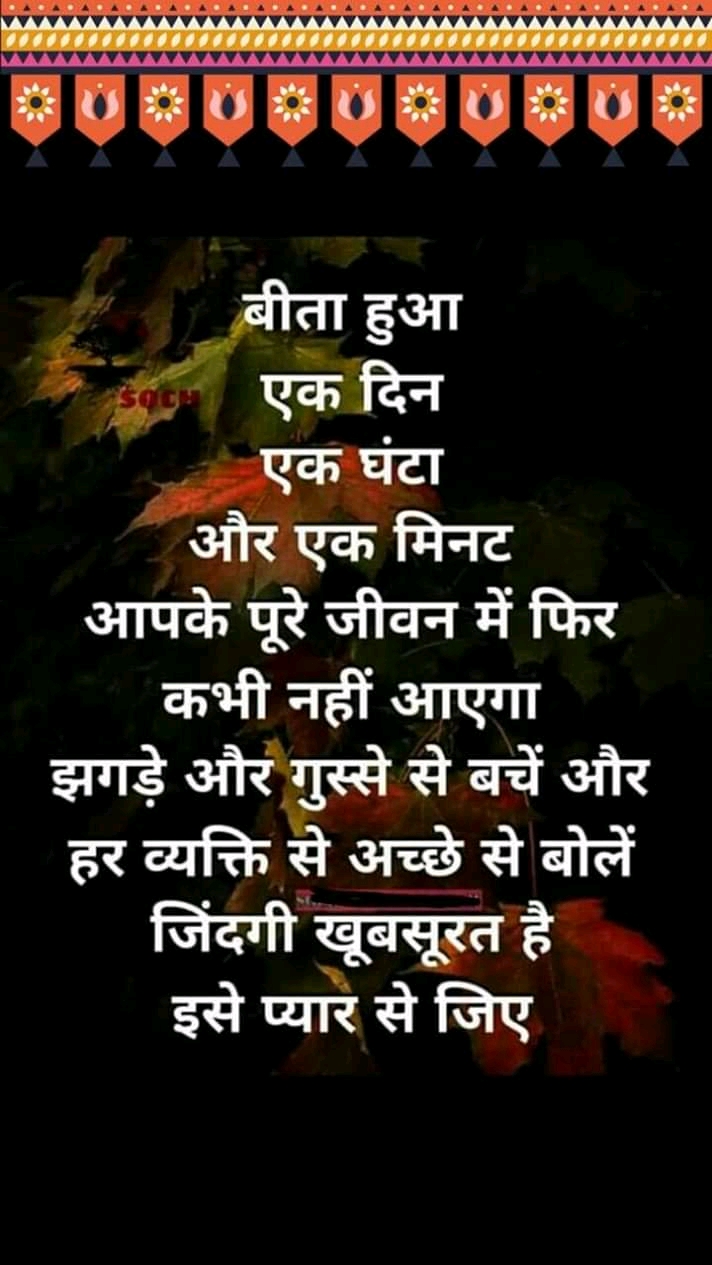 बीता हुआ
SOCH
एक दिन
एक घंटा
और एक मिनट
आपके पूरे जीवन में फिर
कभी नहीं आएगा
झगड़े और गुस्से से बचें और
हर व्यक्ति से अच्छे से बोलें
जिंदगी खूबसूरत है
इसे प्यार से जिए